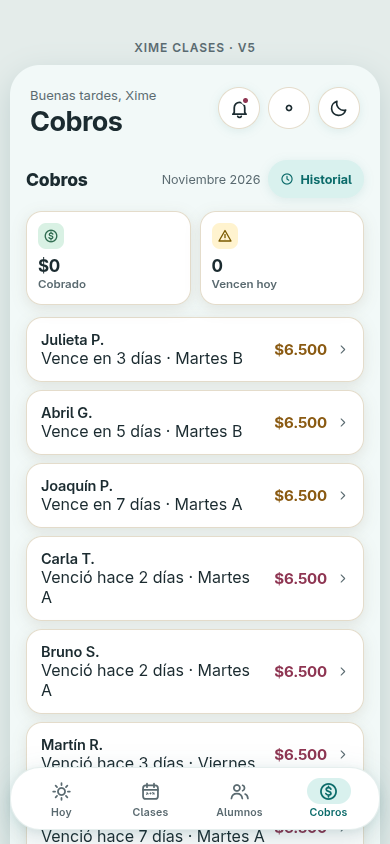 XIME CLASES · V5
Buenas tardes, Xime
Cobros
Cobros
Noviembre 2026
Historial
$0
Cobrado
0
Vencen hoy
Julieta P.
Vence en 3 días · Martes B
$6.500
Abril G.
Vence en 5 días · Martes B
$6.500
Joaquín P.
Vence en 7 días · Martes A
$6.500
Carla T.
Venció hace 2 días · Martes
A
$6.500
Bruno S.
Venció hace 2 días · Martes
A
$6.500
Martín R.
Venció hace 3 días · Viernes
$6.500
Hoy
Clases
Alumnos
Cobros
Venció hace 7 días · Martes A